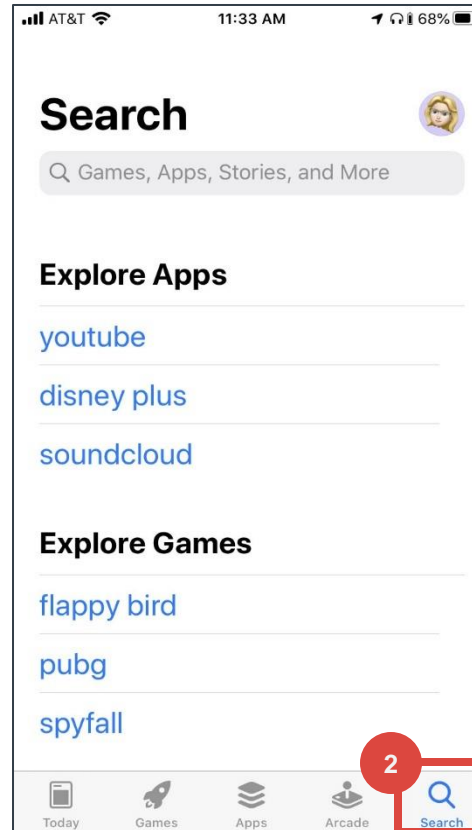 AT&T 11:33 AM 68%
Search
Games, Apps, Stories, and More
Explore Apps
youtube
disney plus
soundcloud
Explore Games
flappy bird
pubg
spyfall
2
Today Games Apps Arcade Search